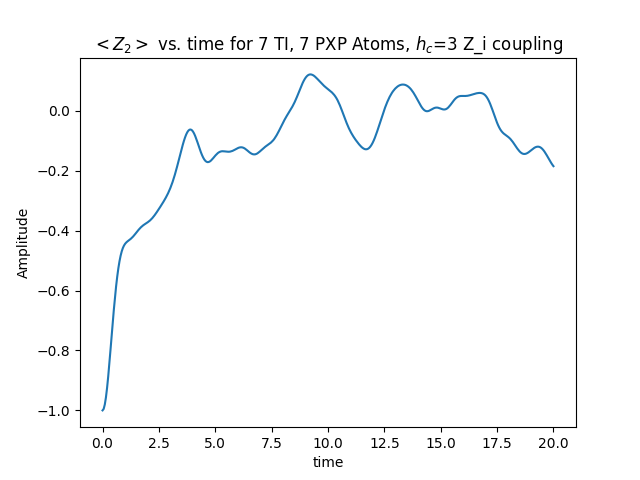 < Z₂ > vs. time for 7 TI, 7 PXP Atoms, h_c=3 Z_i coupling
Amplitude
0.0
−0.2
−0.4
−0.6
−0.8
−1.0
0.0 2.5 5.0 7.5 10.0 12.5 15.0 17.5 20.0
time